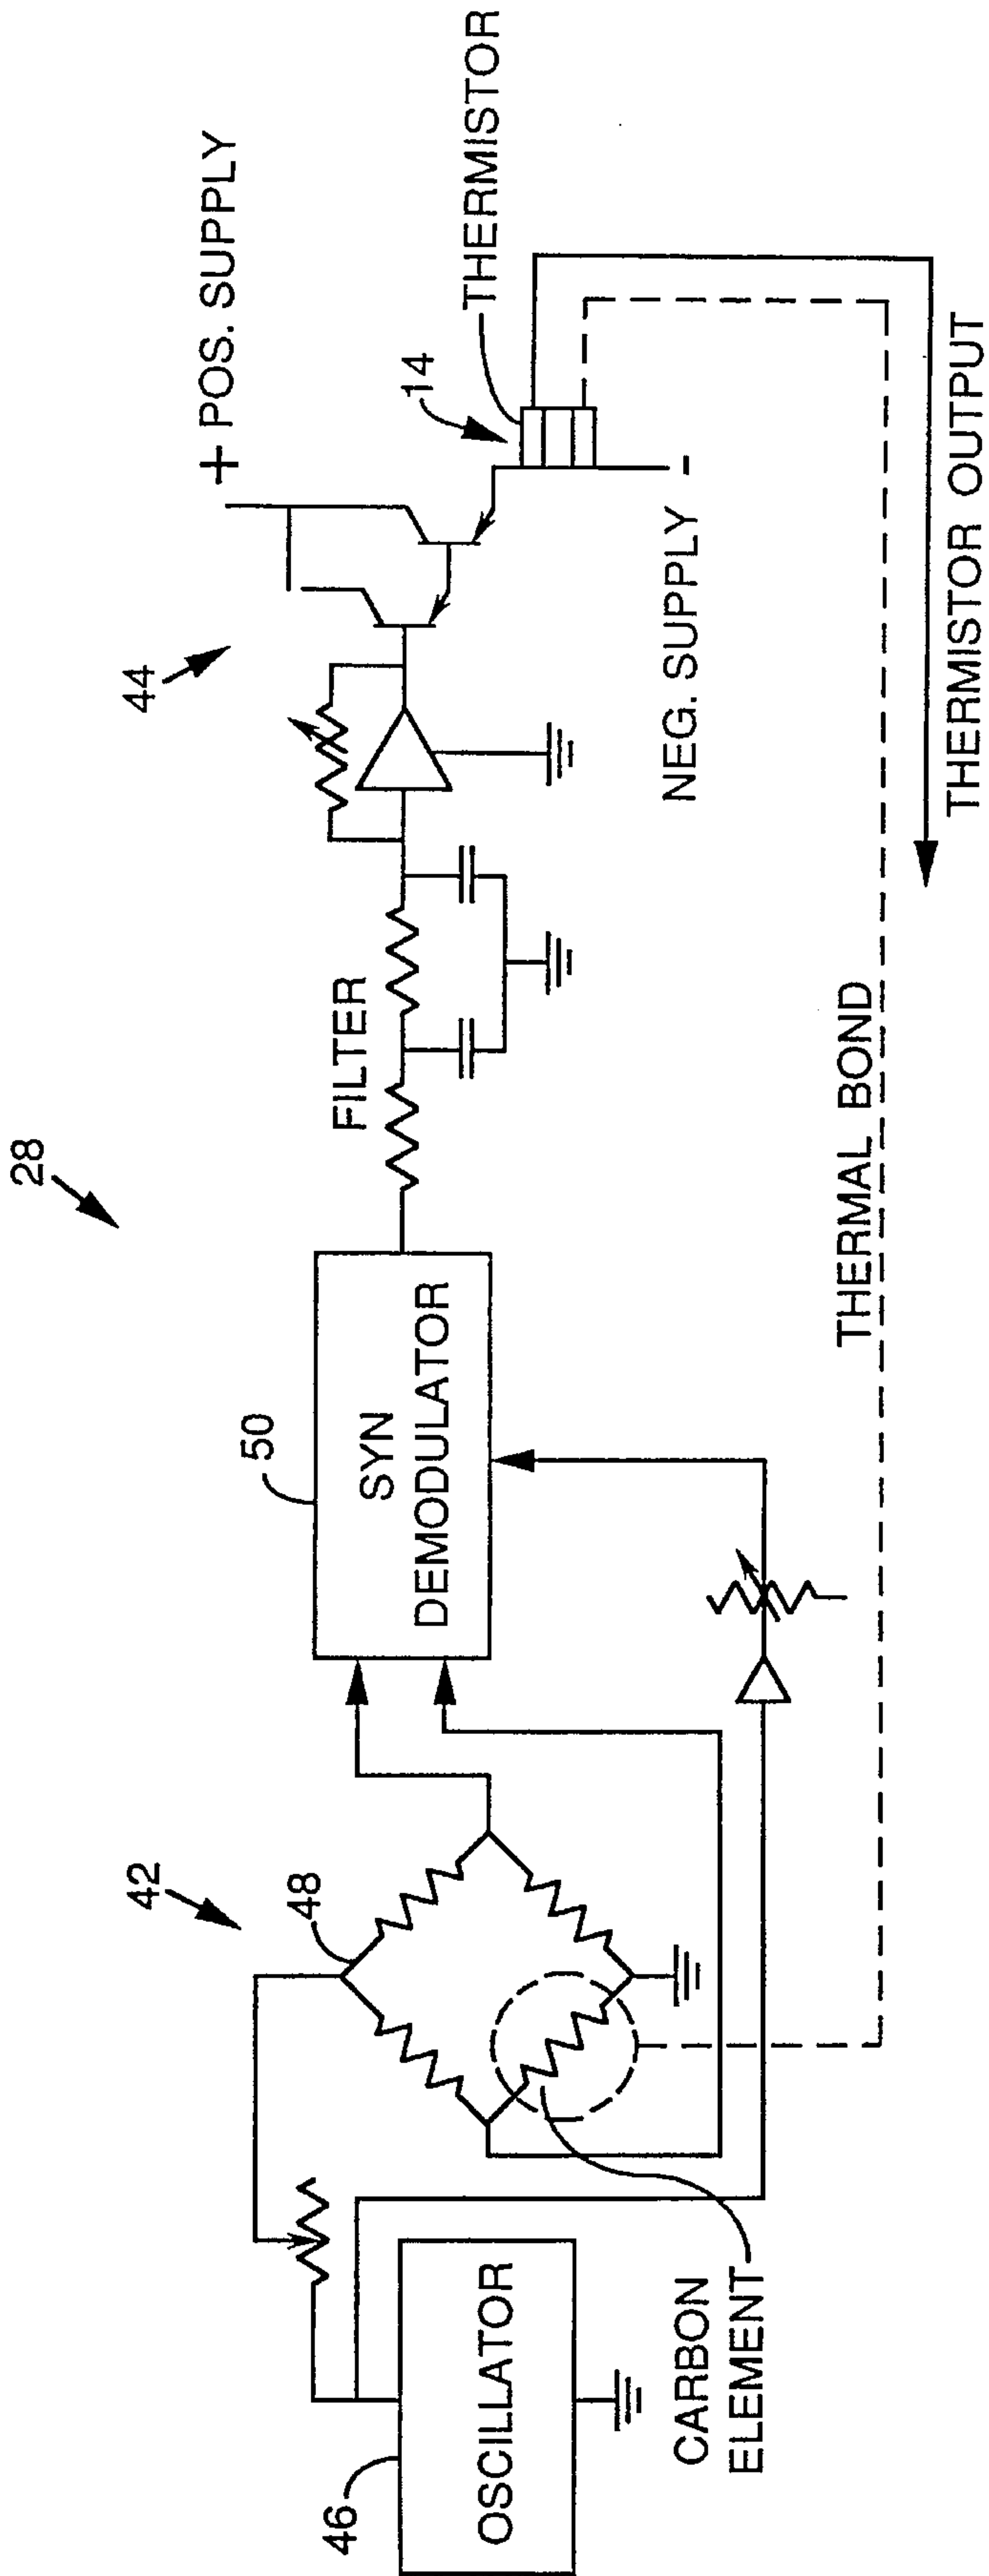 28
42
44
46
OSCILLATOR
48
CARBON
ELEMENT
50
SYN
DEMODULATOR
FILTER
+ POS. SUPPLY
14
THERMISTOR
NEG. SUPPLY -
THERMAL BOND
THERMISTOR OUTPUT